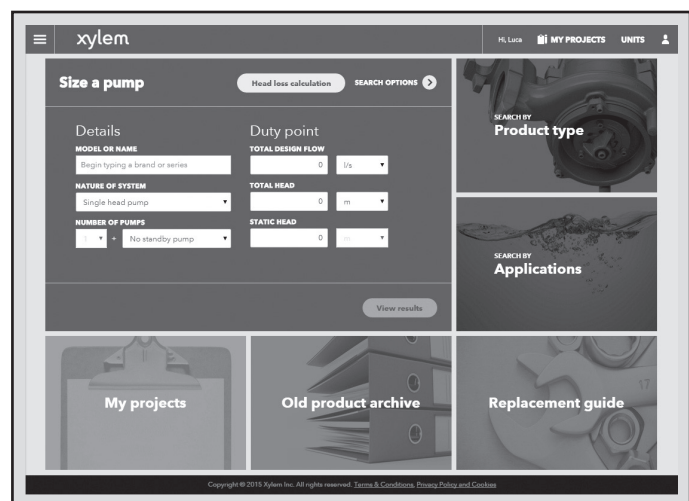 xylem
Hi, Luca
MY PROJECTS
UNITS
Size a pump
Head loss calculation
SEARCH OPTIONS
Details
MODEL OR NAME
Begin typing a brand or series
NATURE OF SYSTEM
Single head pump
NUMBER OF PUMPS
1 + No standby pump
Duty point
TOTAL DESIGN FLOW
0 l/s
TOTAL HEAD
0 m
STATIC HEAD
0 m
View results
SEARCH BY
Product type
SEARCH BY
Applications
My projects
Old product archive
Replacement guide
17
Copyright © 2015 Xylem Inc. All rights reserved. Terms & Conditions, Privacy Policy and Cookies